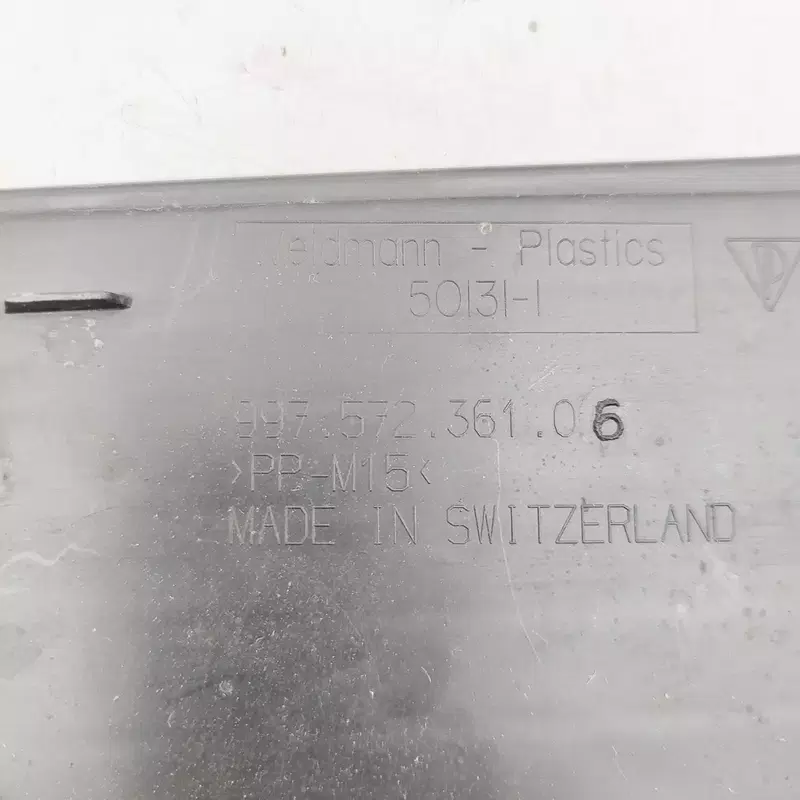 Weidmann - Plastics
50131-1
997.572.361.06
>PP-M15<
MADE IN SWITZERLAND